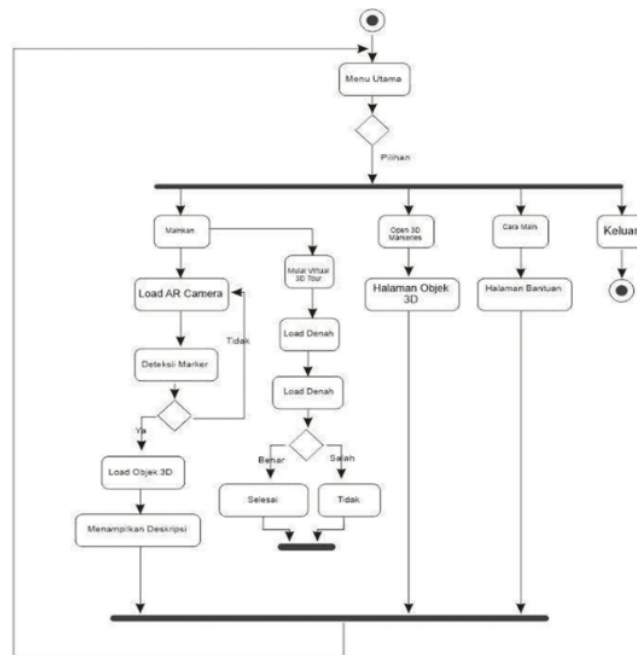 Menu Utama
Pilihan
Mainkan
Open 3D
Markerles
Cara Main
Keluar
Mulai Virtual
3D Tour
Load AR Camera
Halaman Objek
3D
Halaman Bantuan
Load Denah
Tidak
Deteksii Marker
Load Denah
Ya
Benar
Salah
Load Objek 3D
Selesai
Tidak
Menampilkan Deskripsi